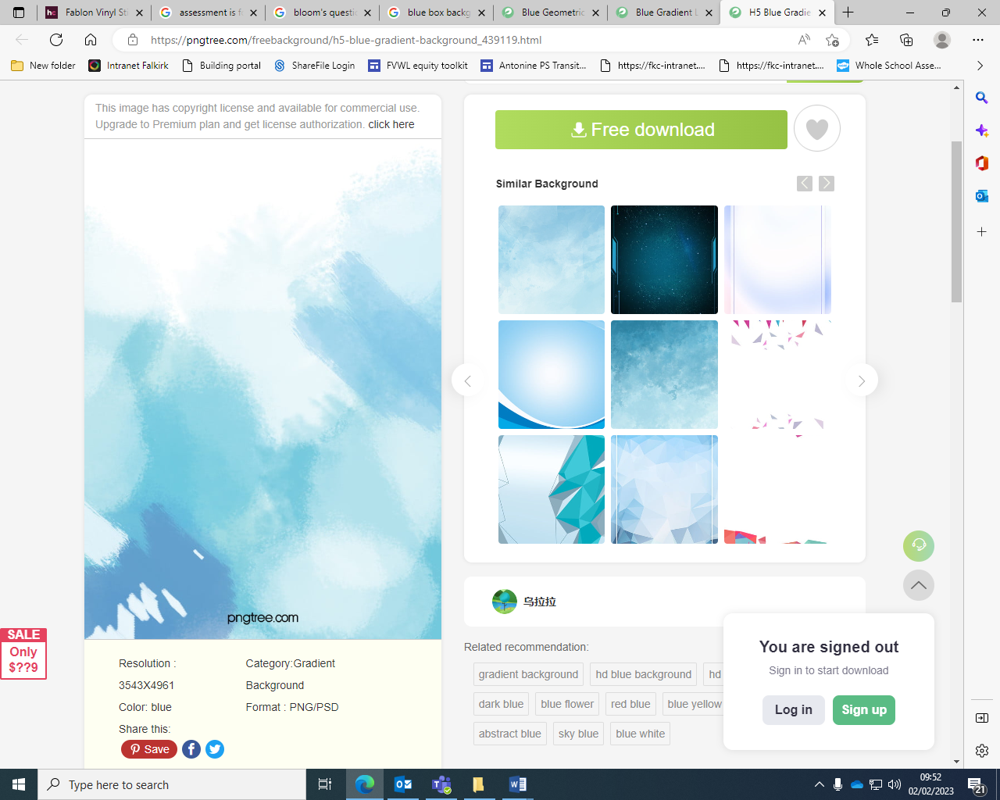 Fablon Vinyl Sti
assessment is f
bloom's questi
blue box backg
Blue Geometric
Blue Gradient L
H5 Blue Gradie
https://pngtree.com/freebackground/h5-blue-gradient-background_439119.html
New folder
Intranet Falkirk
Building portal
ShareFile Login
FVWL equity toolkit
Antonine PS Transit...
https://fkc-intranet....
https://fkc-intranet....
Whole School Asse...
This image has copyright license and available for commercial use.
Upgrade to Premium plan and get license authorization. click here
pngtree.com
Resolution :
3543X4961
Color: blue
Category:Gradient
Background
Format : PNG/PSD
Share this:
Save
SALE
Only
$??9
Free download
Similar Background
乌拉拉
Related recommendation:
gradient background
hd blue background
hd
dark blue
blue flower
red blue
blue yellow
abstract blue
sky blue
blue white
You are signed out
Sign in to start download
Log in
Sign up
Type here to search
09:52
02/02/2023
21